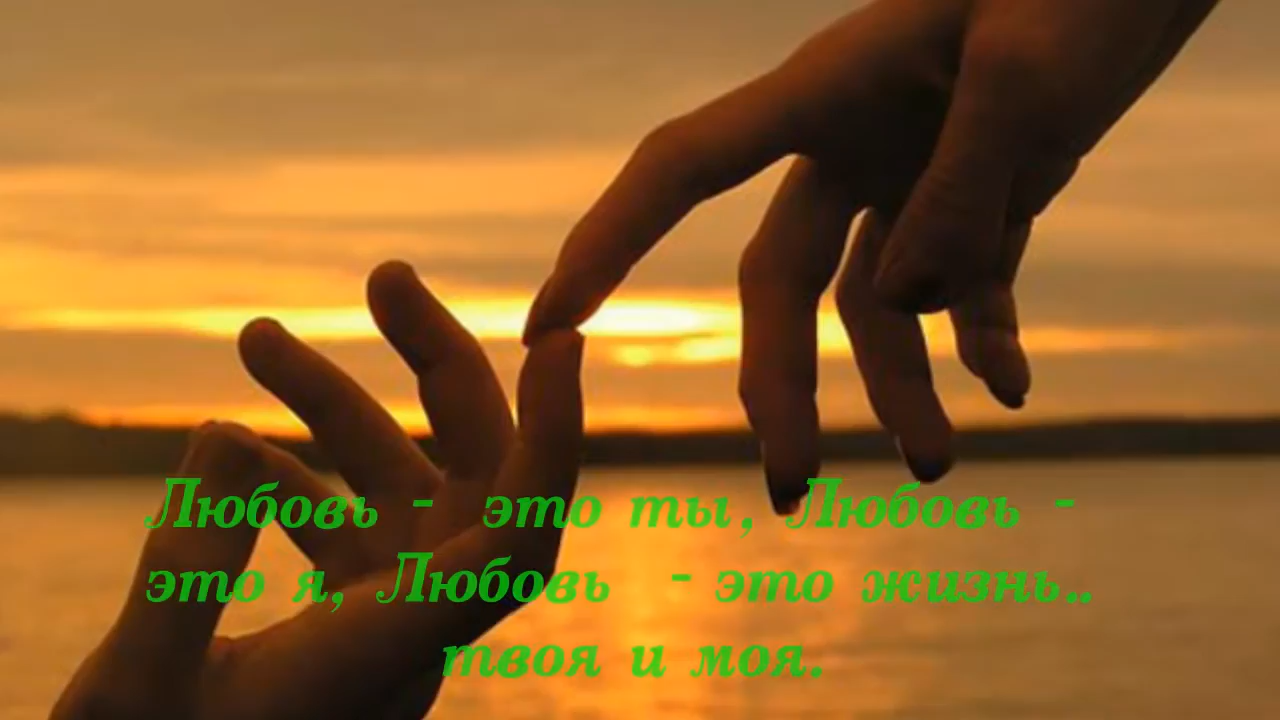 Любовь - это ты, Любовь -
это я, Любовь - это жизнь..
твоя и моя.